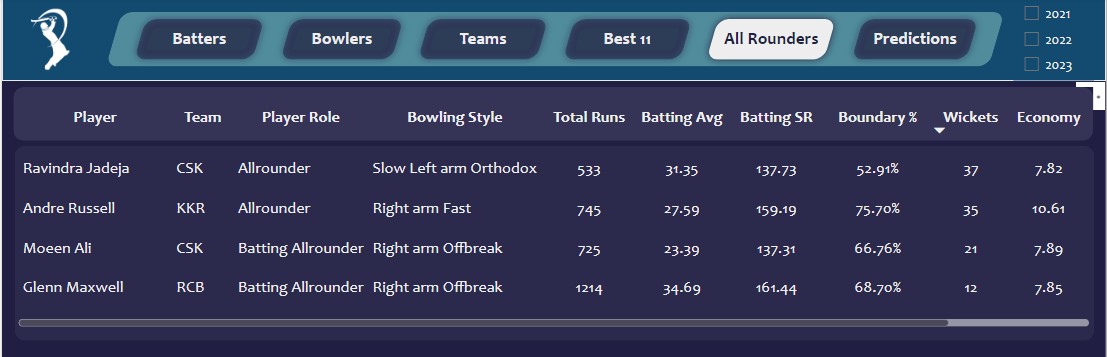 Batters Bowlers Teams Best 11 All Rounders Predictions
2021
2022
2023
Player Team Player Role Bowling Style Total Runs Batting Avg Batting SR Boundary % Wickets Economy
Ravindra Jadeja CSK Allrounder Slow Left arm Orthodox 533 31.35 137.73 52.91% 37 7.82
Andre Russell KKR Allrounder Right arm Fast 745 27.59 159.19 75.70% 35 10.61
Moeen Ali CSK Batting Allrounder Right arm Offbreak 725 23.39 137.31 66.76% 21 7.89
Glenn Maxwell RCB Batting Allrounder Right arm Offbreak 1214 34.69 161.44 68.70% 12 7.85